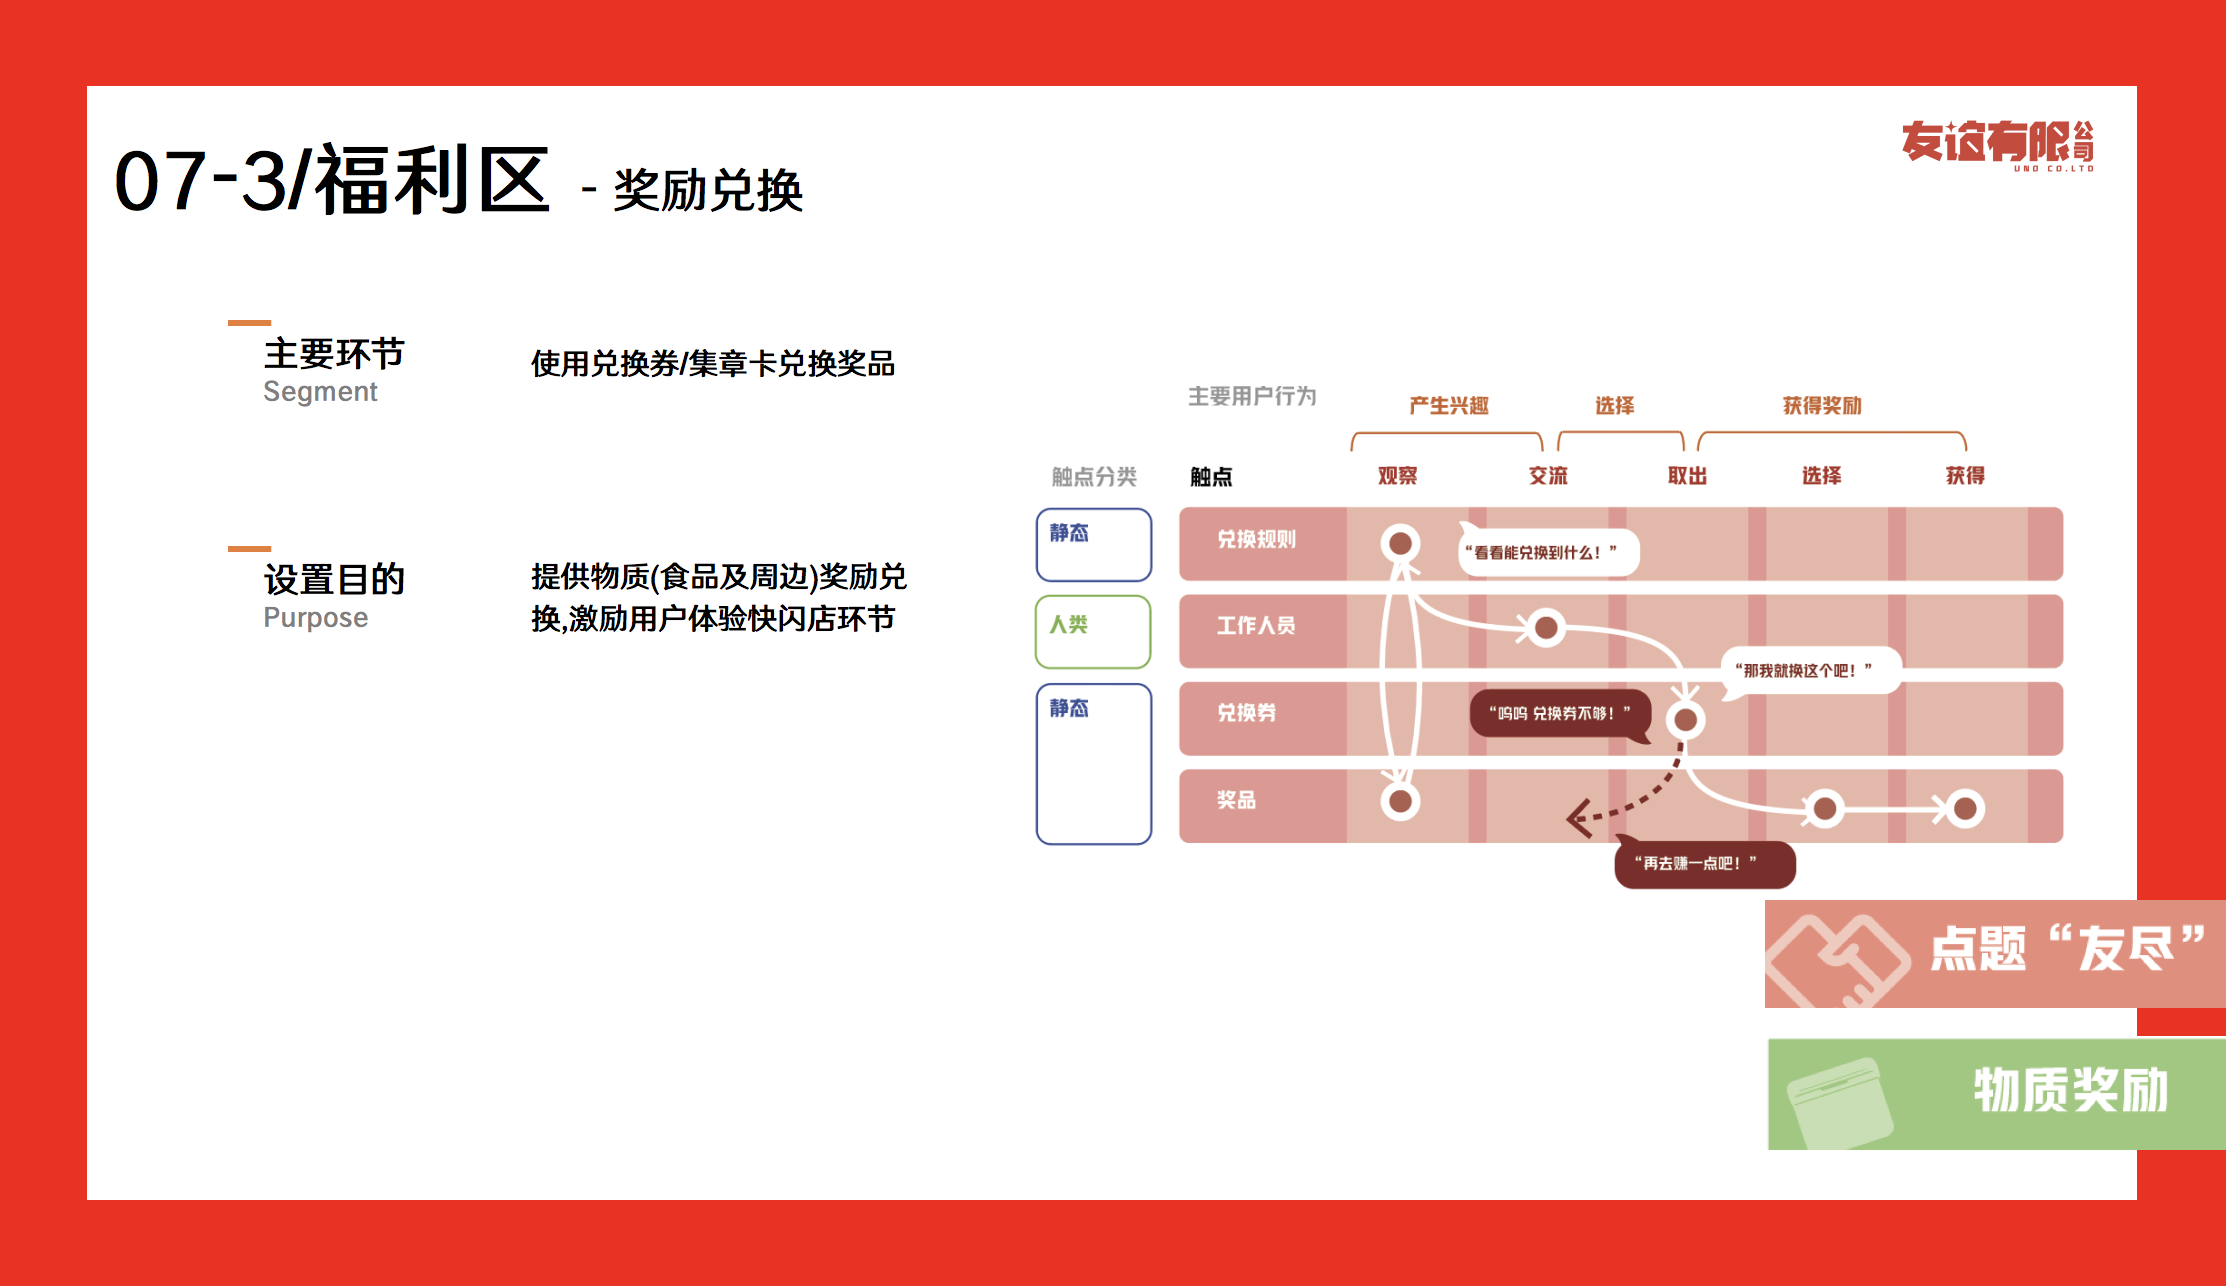 07-3/福利区 - 奖励兑换
友谊有限公司
UNO CO.LTD
主要环节
Segment
使用兑换券/集章卡兑换奖品
设置目的
Purpose
提供物质(食品及周边)奖励兑
换,激励用户体验快闪店环节
主要用户行为
产生兴趣
选择
获得奖励
触点分类
触点
观察
交流
取出
选择
获得
静态
兑换规则
“看看能兑换到什么！”
人类
工作人员
“那我就换这个吧！”
静态
兑换券
“呜呜 兑换券不够！”
奖品
“再去赚一点吧！”
点题“友尽”
物质奖励